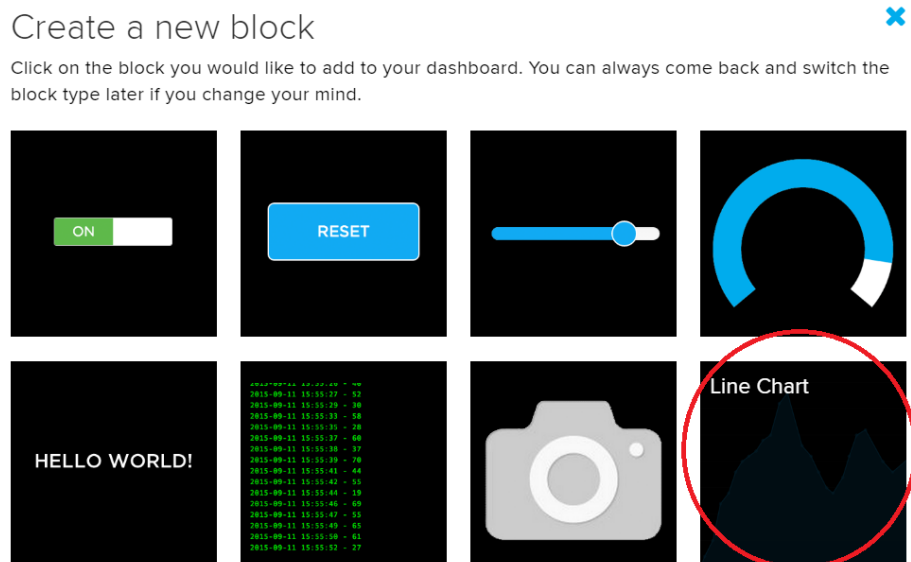 Create a new block
Click on the block you would like to add to your dashboard. You can always come back and switch the
block type later if you change your mind.
ON
RESET
HELLO WORLD!
2015-09-11 15:55:27 - 52
2015-09-11 15:55:29 - 30
2015-09-11 15:55:33 - 58
2015-09-11 15:55:35 - 28
2015-09-11 15:55:37 - 60
2015-09-11 15:55:38 - 37
2015-09-11 15:55:39 - 70
2015-09-11 15:55:41 - 44
2015-09-11 15:55:42 - 55
2015-09-11 15:55:44 - 19
2015-09-11 15:55:46 - 69
2015-09-11 15:55:47 - 55
2015-09-11 15:55:49 - 65
2015-09-11 15:55:50 - 61
2015-09-11 15:55:52 - 27
Line Chart